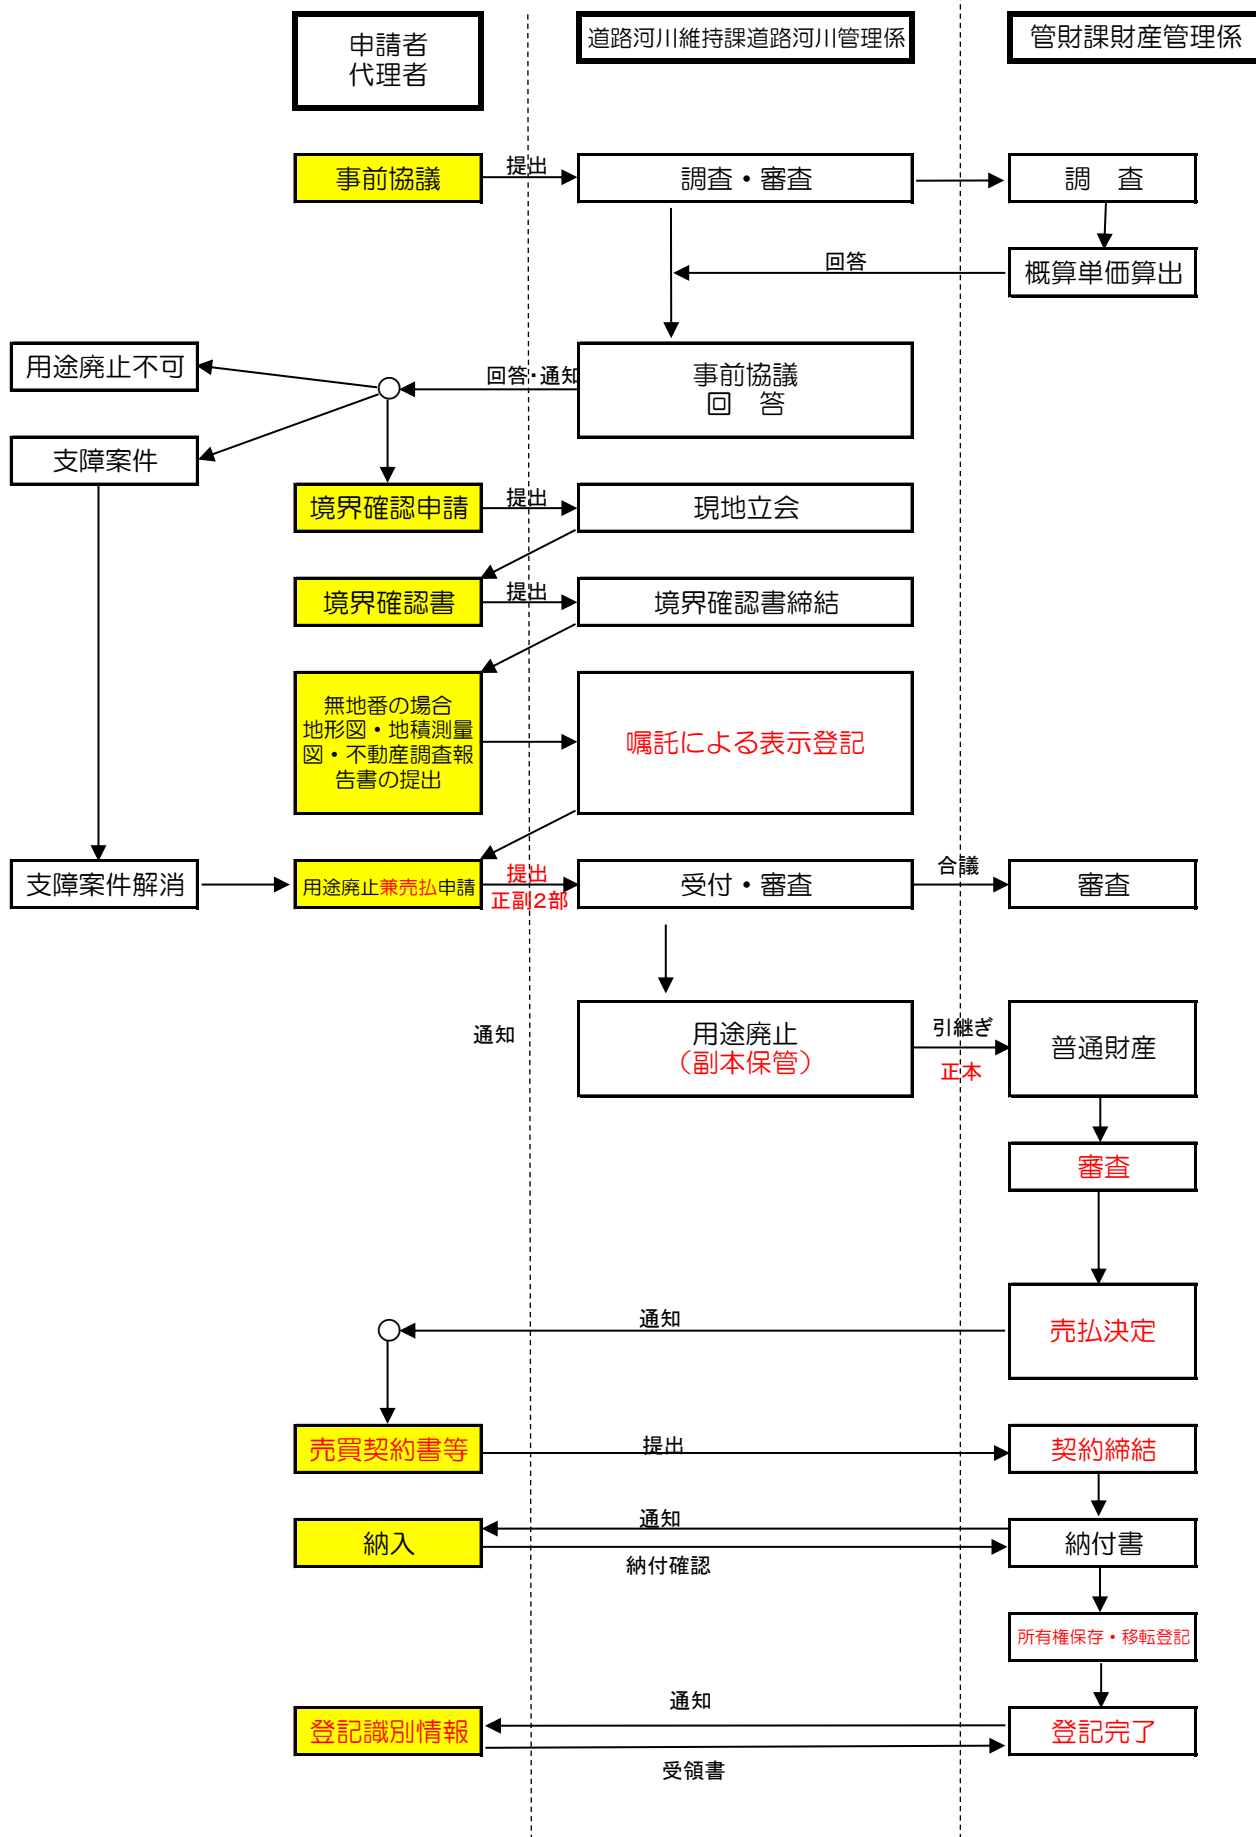 申請者
代理者
道路河川維持課道路河川管理係
管財課財産管理係
事前協議
提出
調査・審査
調　査
回答
概算単価算出
用途廃止不可
回答・通知
事前協議
回　答
支障案件
境界確認申請
提出
現地立会
境界確認書
提出
境界確認書締結
無地番の場合
地形図・地積測量
図・不動産調査報
告書の提出
嘱託による表示登記
支障案件解消
用途廃止兼売払申請
提出
正副2部
受付・審査
合議
審査
通知
用途廃止
（副本保管）
引継ぎ
正本
普通財産
審査
通知
売払決定
売買契約書等
提出
契約締結
納入
通知
納付確認
納付書
所有権保存・移転登記
登記識別情報
通知
受領書
登記完了